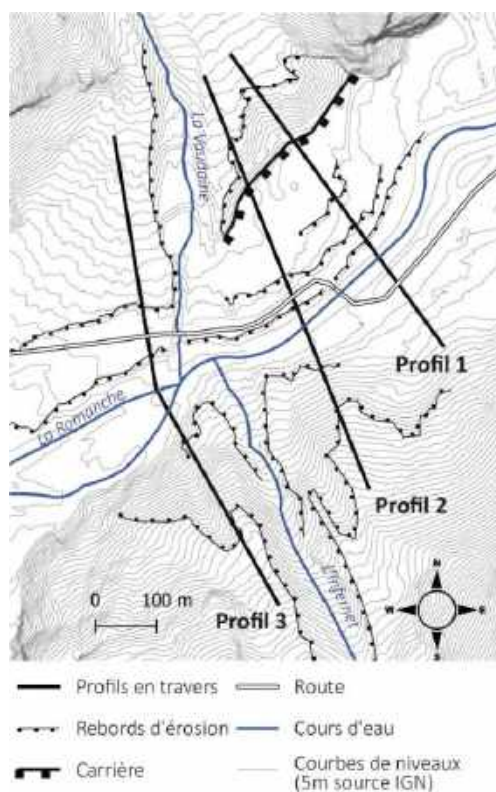 La Vaudaine
Profil 1
La Romanche
Profil 2
L'Infernet
N
W
E
S
0 100 m
Profil 3
Profils en travers
Route
Rebords d'érosion
Cours d'eau
Carrière
Courbes de niveaux
(5m source IGN)